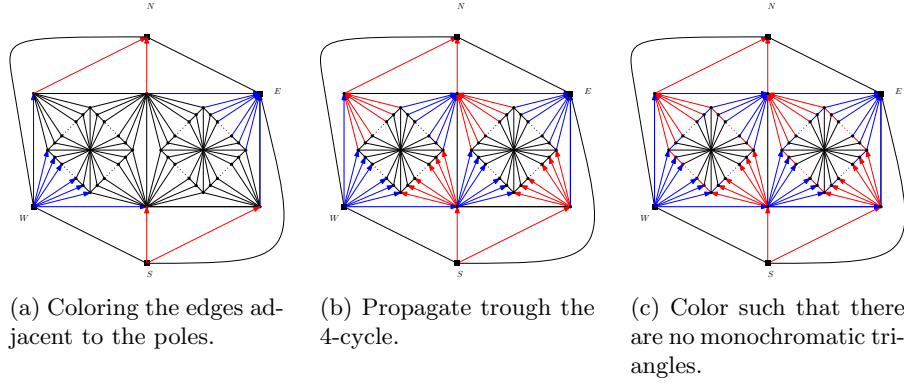 N N N
E E E
W W W
S S S
(a) Coloring the edges ad-
jacent to the poles.
(b) Propagate trough the
4-cycle.
(c) Color such that there
are no monochromatic tri-
angles.